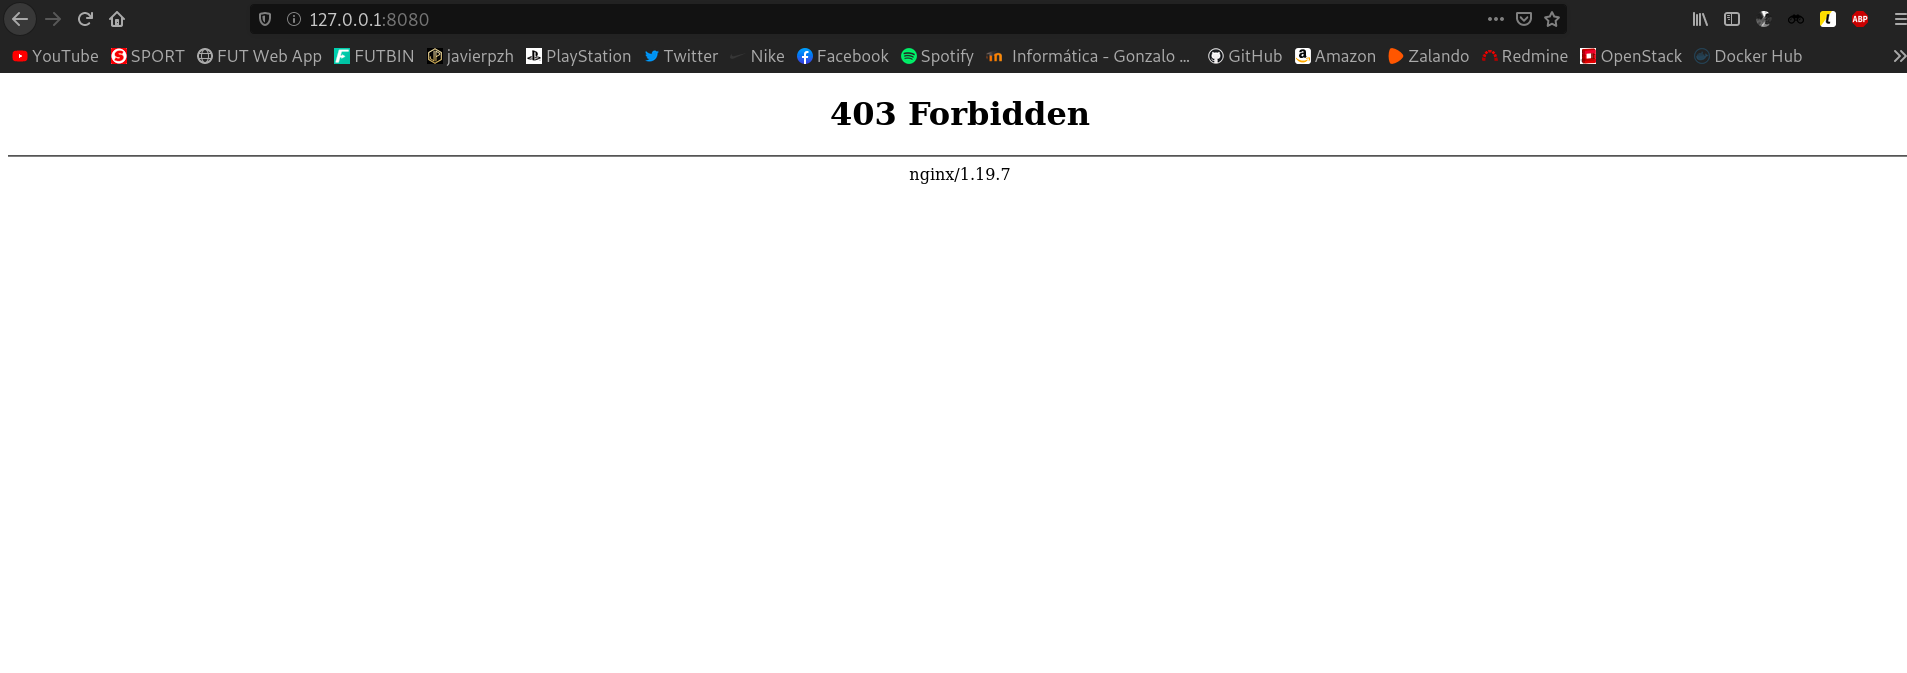 127.0.0.1:8080
ABP
YouTube SPORT FUT Web App FUTBIN javierpzh PlayStation Twitter Nike Facebook Spotify Informática - Gonzalo ... GitHub Amazon Zalando Redmine OpenStack Docker Hub
403 Forbidden
nginx/1.19.7